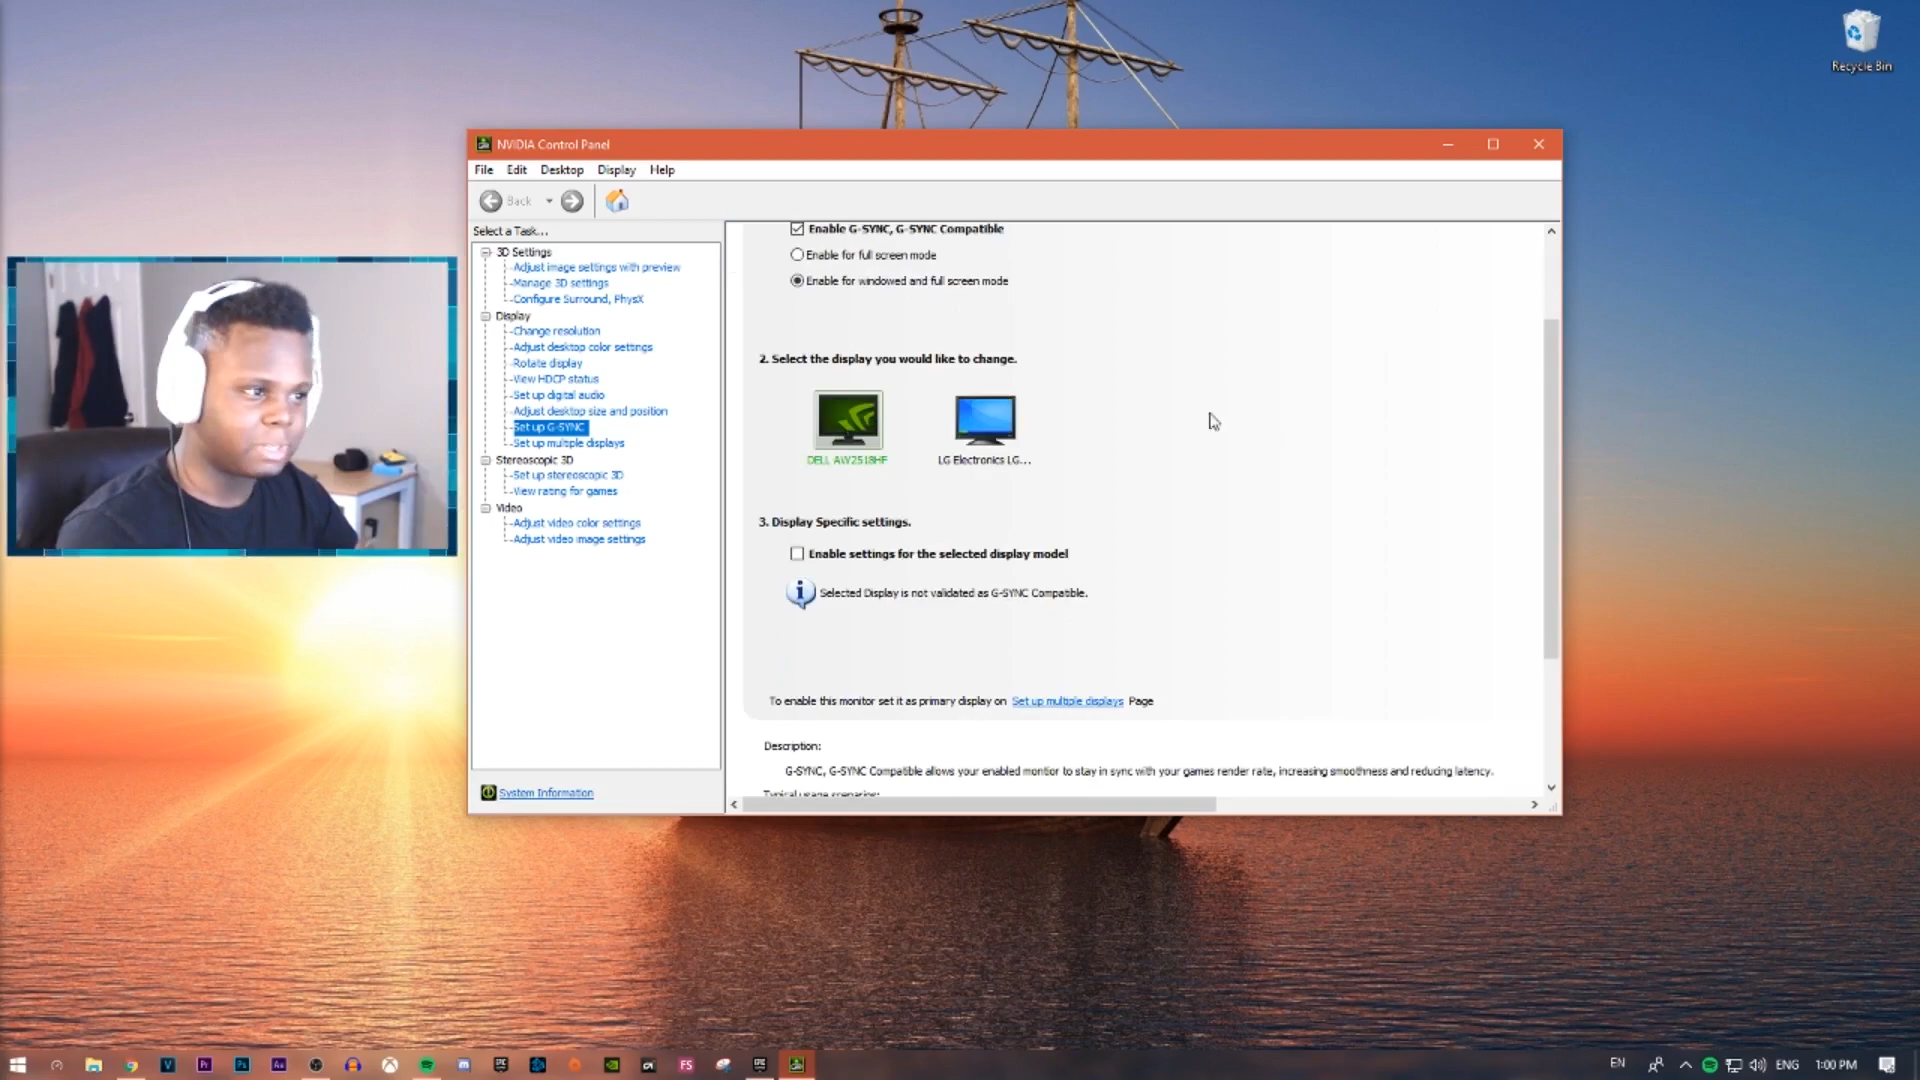 Recycle Bin
NVIDIA Control Panel
File Edit Desktop Display Help
Back
Select a Task...
3D Settings
Adjust image settings with preview
Manage 3D settings
Configure Surround, PhysX
Display
Change resolution
Adjust desktop color settings
Rotate display
View HDCP status
Set up digital audio
Adjust desktop size and position
Set up G-SYNC
Set up multiple displays
Stereoscopic 3D
Set up stereoscopic 3D
View rating for games
Video
Adjust video color settings
Adjust video image settings
System Information
Enable G-SYNC, G-SYNC Compatible
Enable for full screen mode
Enable for windowed and full screen mode
2. Select the display you would like to change.
DELL AW2518HF
LG Electronics LG...
3. Display Specific settings.
Enable settings for the selected display model
Selected Display is not validated as G-SYNC Compatible.
To enable this monitor set it as primary display on Set up multiple displays Page
Description:
G-SYNC, G-SYNC Compatible allows your enabled montior to stay in sync with your games render rate, increasing smoothness and reducing latency.
Typical usage scenarios:
V Pr Ps Au EPIC FS EPIC
EN ENG 1:00 PM